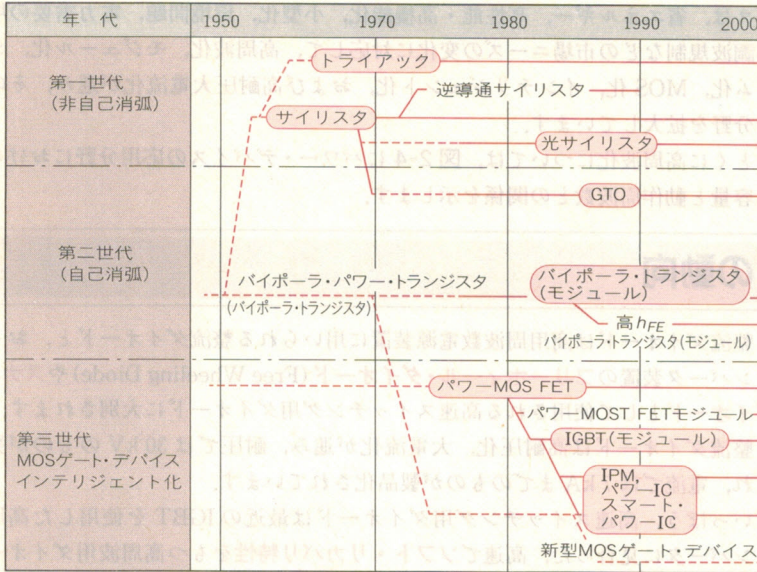 年 代 1950 1970 1980 1990 2000
第一世代
(非自己消弧)
トライアック
逆導通サイリスタ
サイリスタ
光サイリスタ
GTO
第二世代
(自己消弧)
バイポーラ・パワー・トランジスタ
(バイポーラ・トランジスタ)
バイポーラ・トランジスタ
(モジュール)
高hFE
バイポーラ・トランジスタ(モジュール)
第三世代
MOSゲート・デバイス
インテリジェント化
パワーMOS FET
パワーMOST FETモジュール
IGBT(モジュール)
IPM,
パワーIC
スマート・
パワーIC
新型MOSゲート・デバイス